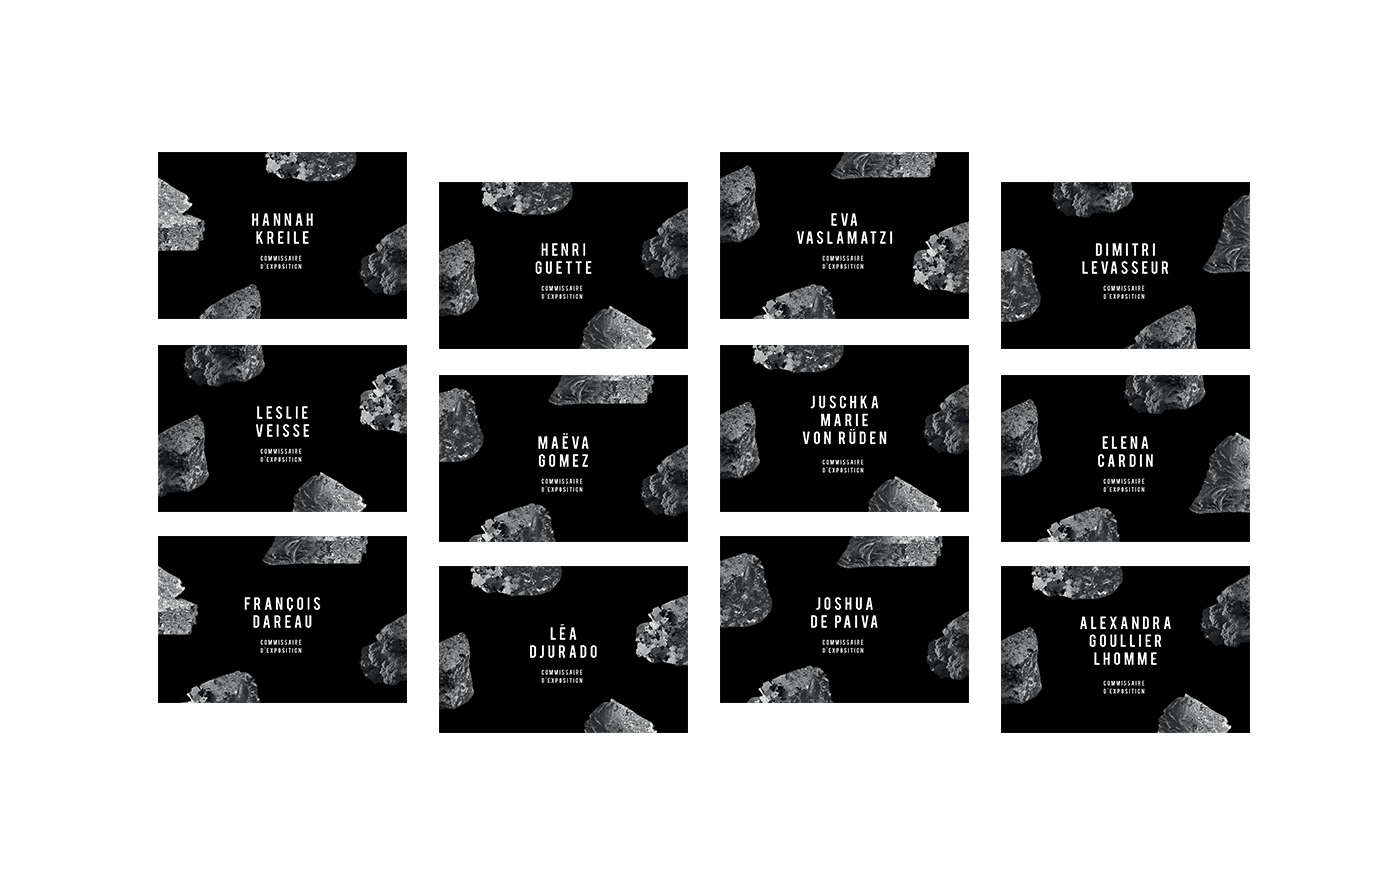 HANNAH
KREILE
COMMISSAIRE
D'EXPOSITION
HENRI
GUETTE
COMMISSAIRE
D'EXPOSITION
EVA
VASLAMATZI
COMMISSAIRE
D'EXPOSITION
DIMITRI
LEVASSEUR
COMMISSAIRE
D'EXPOSITION
LESLIE
VEISSE
COMMISSAIRE
D'EXPOSITION
MAËVA
GOMEZ
COMMISSAIRE
D'EXPOSITION
JUSCHKA
MARIE
VON RÜDEN
COMMISSAIRE
D'EXPOSITION
ELENA
CARDIN
COMMISSAIRE
D'EXPOSITION
FRANÇOIS
DAREAU
COMMISSAIRE
D'EXPOSITION
LÉA
DJURADO
COMMISSAIRE
D'EXPOSITION
JOSHUA
DE PAIVA
COMMISSAIRE
D'EXPOSITION
ALEXANDRA
GOULLIER
LHOMME
COMMISSAIRE
D'EXPOSITION